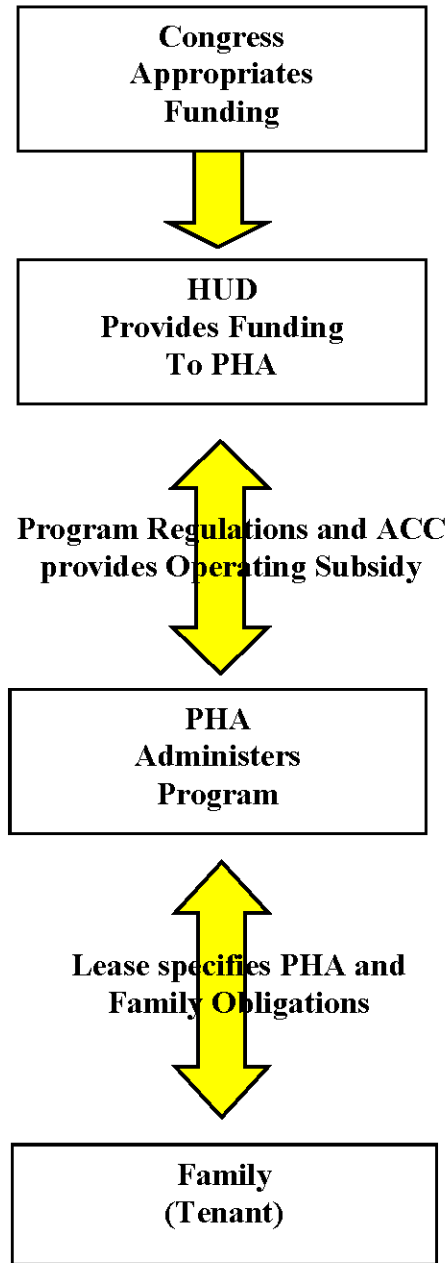 Congress
Appropriates
Funding
HUD
Provides Funding
To PHA
Program Regulations and ACC
provides Operating Subsidy
PHA
Administers
Program
Lease specifies PHA and
Family Obligations
Family
(Tenant)